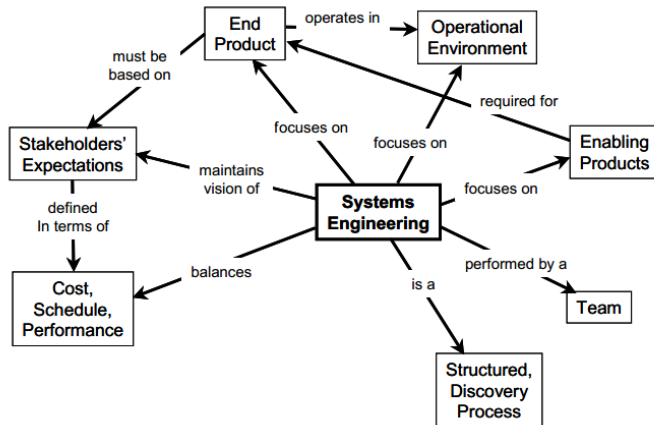 End
Product
operates in
Operational
Environment
must be
based on
required for
focuses on
focuses on
Stakeholders'
Expectations
Enabling
Products
maintains
vision of
focuses on
Systems
Engineering
defined
In terms of
balances
performed by a
Cost,
Schedule,
Performance
is a
Team
Structured,
Discovery
Process